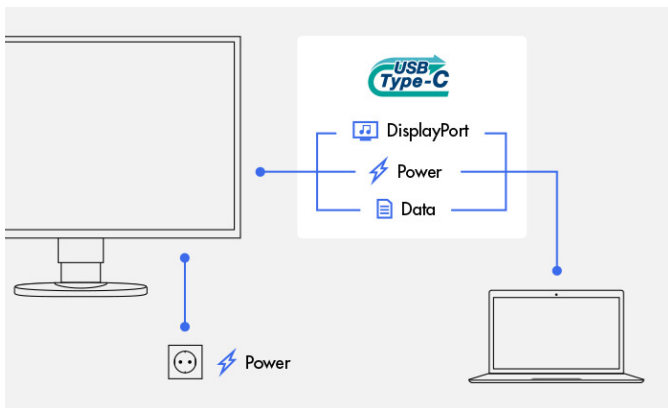 USB
Type-C
DisplayPort
Power
Data
Power